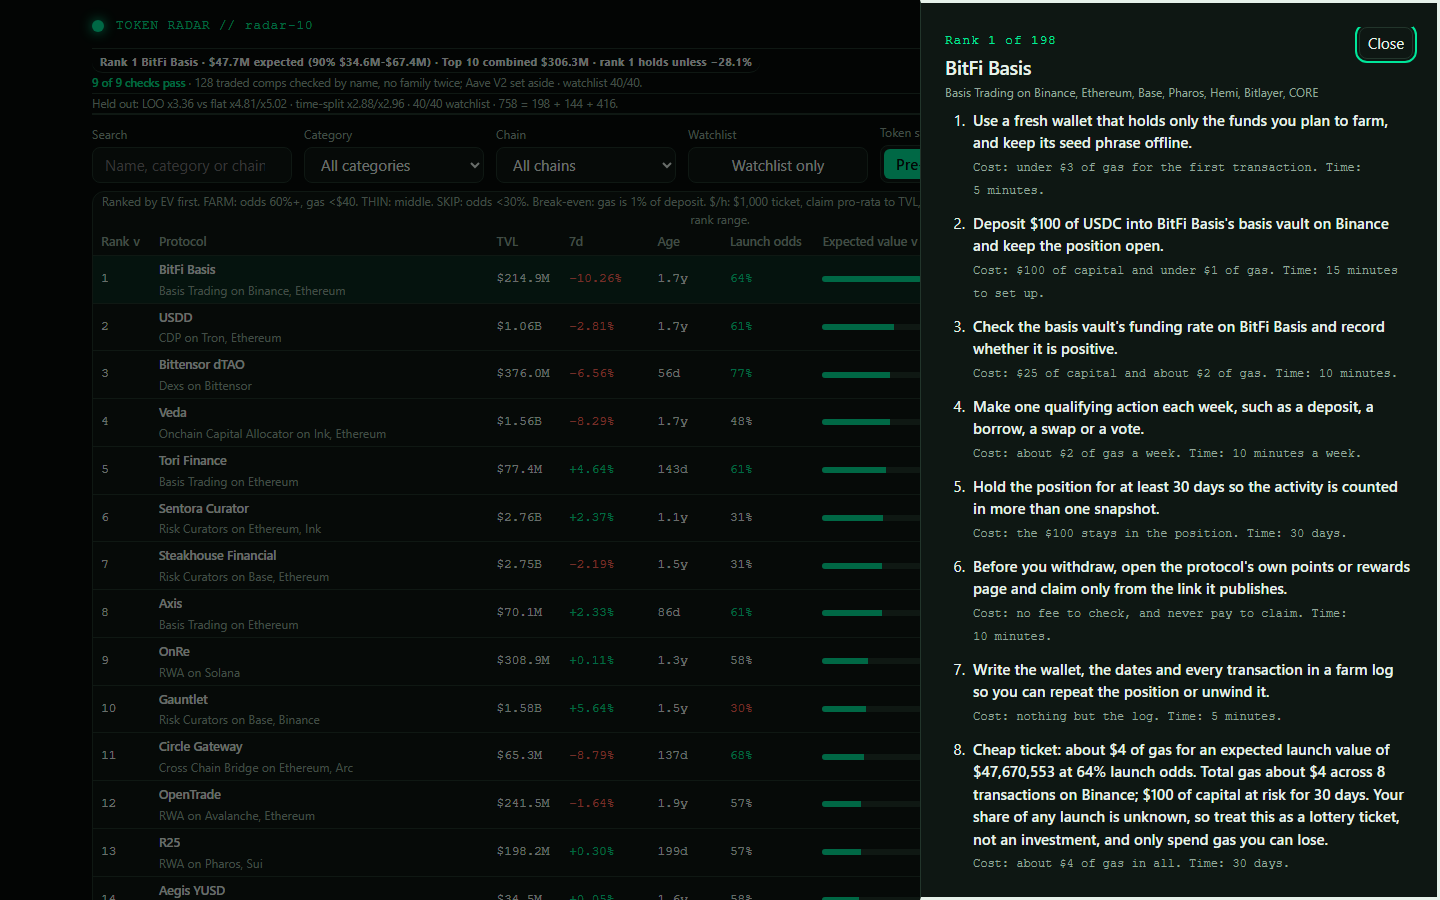 TOKEN RADAR // radar-10
Rank 1 BitFi Basis · $47.7M expected (90% $34.6M-$67.4M) · Top 10 combined $306.3M · rank 1 holds unless −28.1%
9 of 9 checks pass · 128 traded comps checked by name, no family twice; Aave V2 set aside · watchlist 40/40.
Held out: LOO x3.36 vs flat x4.81/x5.02 · time-split x2.88/x2.96 · 40/40 watchlist · 758 = 198 + 144 + 416.
Search Category Chain Watchlist Token s
Name, category or chain All categories All chains Watchlist only Pre
Ranked by EV first. FARM: odds 60%+, gas <$40. THIN: middle. SKIP: odds <30%. Break-even: gas is 1% of deposit. $/h: $1,000 ticket, claim pro-rata to TVL,
rank range.
Rank v Protocol TVL 7d Age Launch odds Expected value v
1 BitFi Basis $214.9M −10.26% 1.7y 64%
Basis Trading on Binance, Ethereum
2 USDD $1.06B −2.81% 1.7y 61%
CDP on Tron, Ethereum
3 Bittensor dTAO $376.0M −6.56% 56d 77%
Dexs on Bittensor
4 Veda $1.56B −8.29% 1.7y 48%
Onchain Capital Allocator on Ink, Ethereum
5 Tori Finance $77.4M +4.64% 143d 61%
Basis Trading on Ethereum
6 Sentora Curator $2.76B +2.37% 1.1y 31%
Risk Curators on Ethereum, Ink
7 Steakhouse Financial $2.75B −2.19% 1.5y 31%
Risk Curators on Base, Ethereum
8 Axis $70.1M +2.33% 86d 61%
Basis Trading on Ethereum
9 OnRe $308.9M +0.11% 1.3y 58%
RWA on Solana
10 Gauntlet $1.58B +5.64% 1.5y 30%
Risk Curators on Base, Binance
11 Circle Gateway $65.3M −8.79% 137d 68%
Cross Chain Bridge on Ethereum, Arc
12 OpenTrade $241.5M −1.64% 1.9y 57%
RWA on Avalanche, Ethereum
13 R25 $198.2M +0.30% 199d 57%
RWA on Pharos, Sui
14 Aegis YUSD $34.5M +0.05% 1.6y 58%
Rank 1 of 198
Close
BitFi Basis
Basis Trading on Binance, Ethereum, Base, Pharos, Hemi, Bitlayer, CORE
1. Use a fresh wallet that holds only the funds you plan to farm,
and keep its seed phrase offline.
Cost: under $3 of gas for the first transaction. Time:
5 minutes.
2. Deposit $100 of USDC into BitFi Basis's basis vault on Binance
and keep the position open.
Cost: $100 of capital and under $1 of gas. Time: 15 minutes
to set up.
3. Check the basis vault's funding rate on BitFi Basis and record
whether it is positive.
Cost: $25 of capital and about $2 of gas. Time: 10 minutes.
4. Make one qualifying action each week, such as a deposit, a
borrow, a swap or a vote.
Cost: about $2 of gas a week. Time: 10 minutes a week.
5. Hold the position for at least 30 days so the activity is counted
in more than one snapshot.
Cost: the $100 stays in the position. Time: 30 days.
6. Before you withdraw, open the protocol's own points or rewards
page and claim only from the link it publishes.
Cost: no fee to check, and never pay to claim. Time:
10 minutes.
7. Write the wallet, the dates and every transaction in a farm log
so you can repeat the position or unwind it.
Cost: nothing but the log. Time: 5 minutes.
8. Cheap ticket: about $4 of gas for an expected launch value of
$47,670,553 at 64% launch odds. Total gas about $4 across 8
transactions on Binance; $100 of capital at risk for 30 days. Your
share of any launch is unknown, so treat this as a lottery ticket,
not an investment, and only spend gas you can lose.
Cost: about $4 of gas in all. Time: 30 days.